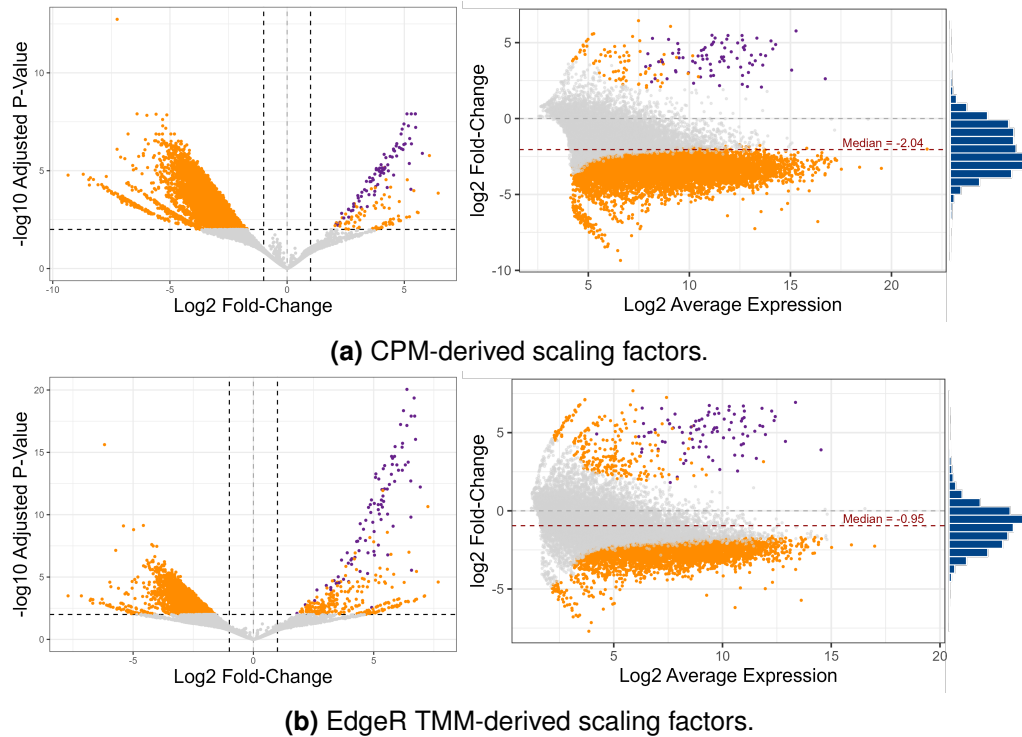 -log10 Adjusted P-Value
10
5
0
-10
-5
0
5
Log2 Fold-Change
log2 Fold-Change
5
0
-5
-10
Median = -2.04
5
10
15
20
Log2 Average Expression
(a) CPM-derived scaling factors.
-log10 Adjusted P-Value
20
15
10
5
0
-5
0
5
Log2 Fold-Change
log2 Fold-Change
5
0
-5
Median = -0.95
5
10
15
20
Log2 Average Expression
(b) EdgeR TMM-derived scaling factors.